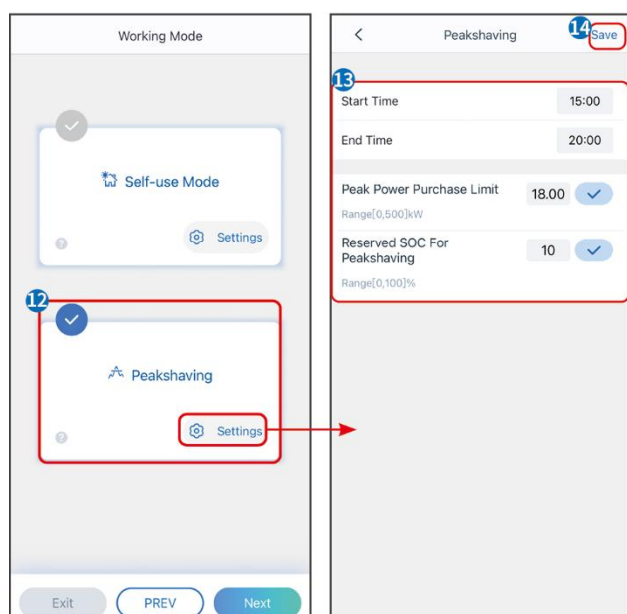 Working Mode
Self-use Mode
Settings
12
Peakshaving
Settings
Exit
PREV
Next
Peakshaving
14
Save
13
Start Time
15:00
End Time
20:00
Peak Power Purchase Limit
18.00
Range[0,500]kW
Reserved SOC For
Peakshaving
10
Range[0,100]%